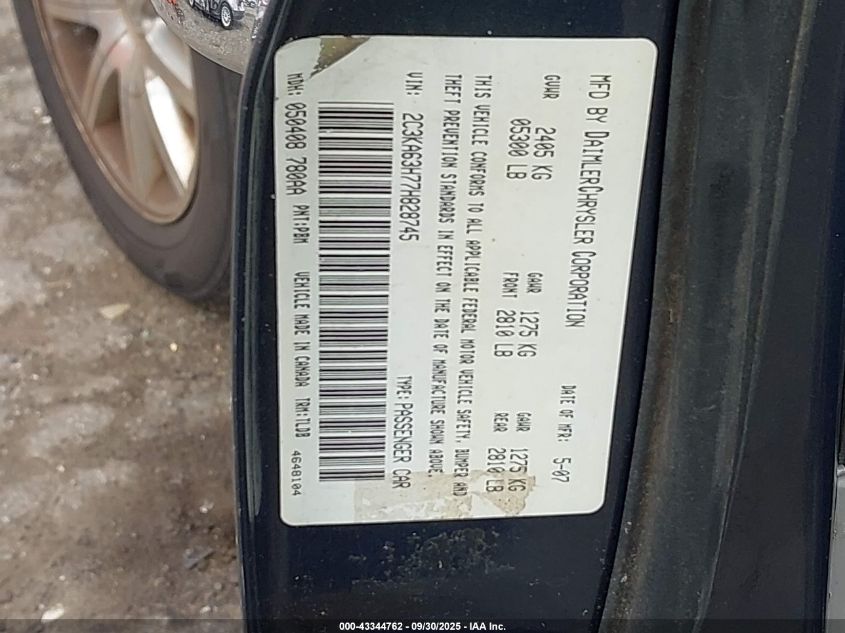 MFD BY DAIMLERCHRYSLER CORPORATION
DATE OF MFR: 5-07
GVWR 2405 KG
05300 LB
GAWR FRONT 1275 KG
2810 LB
GAWR REAR 1275 KG
2810 LB
THIS VEHICLE CONFORMS TO ALL APPLICABLE FEDERAL MOTOR VEHICLE SAFETY, BUMPER AND
THEFT PREVENTION STANDARDS IN EFFECT ON THE DATE OF MANUFACTURE SHOWN ABOVE.
VIN: 2C3KA63H77H828745 TYPE: PASSENGER CAR
MDH: 050408 780AA PNT:PBM VEHICLE MADE IN CANADA TRM:TLDB
4648104
000-43344762 - 09/30/2025 - IAA Inc.